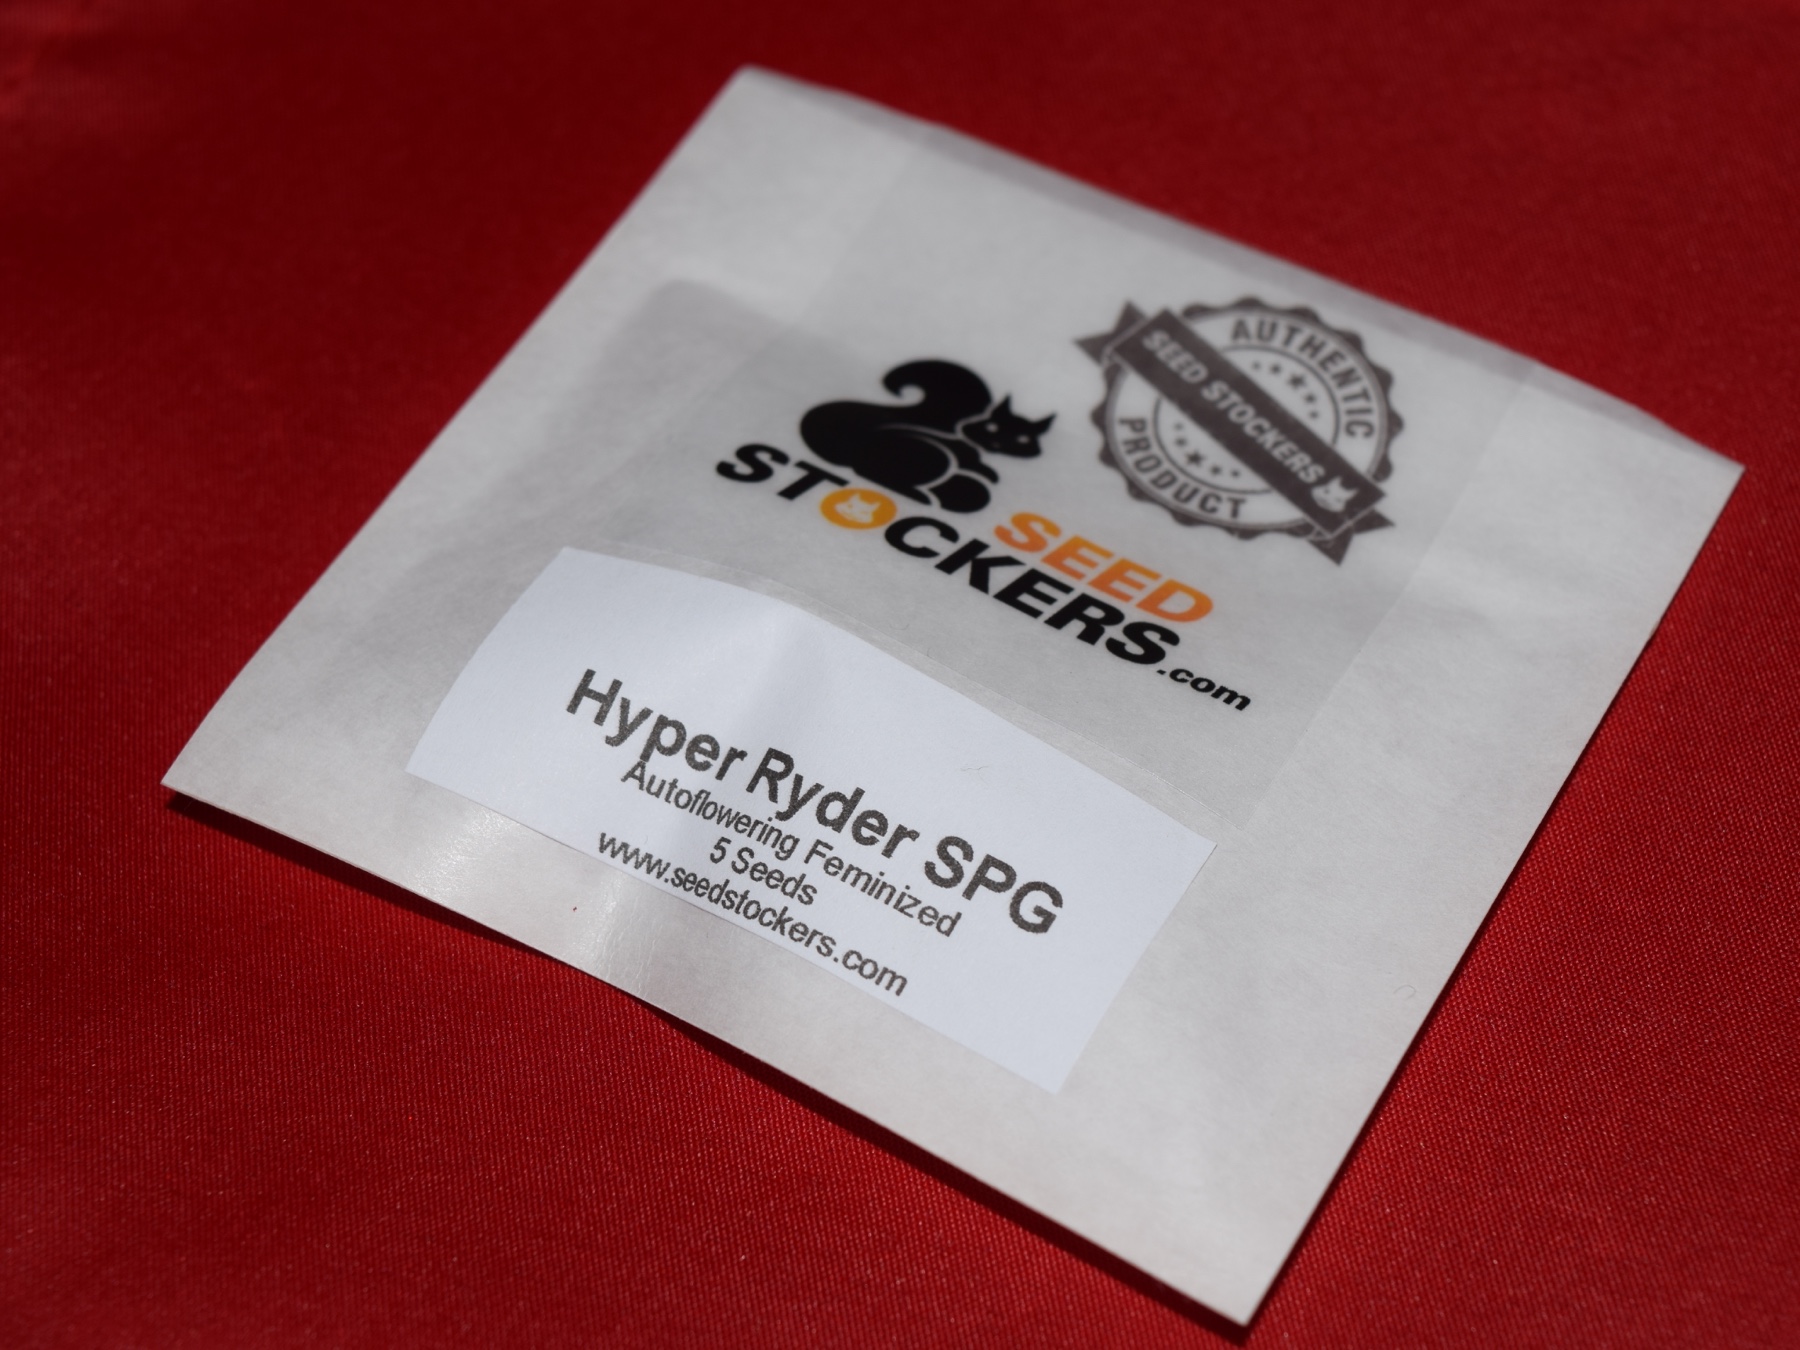 AUTHENTIC
SEED STOCKERS
PRODUCT
SEED
STOCKERS.com
Hyper Ryder SPG
Autoflowering Feminized
5 Seeds
www.seedstockers.com